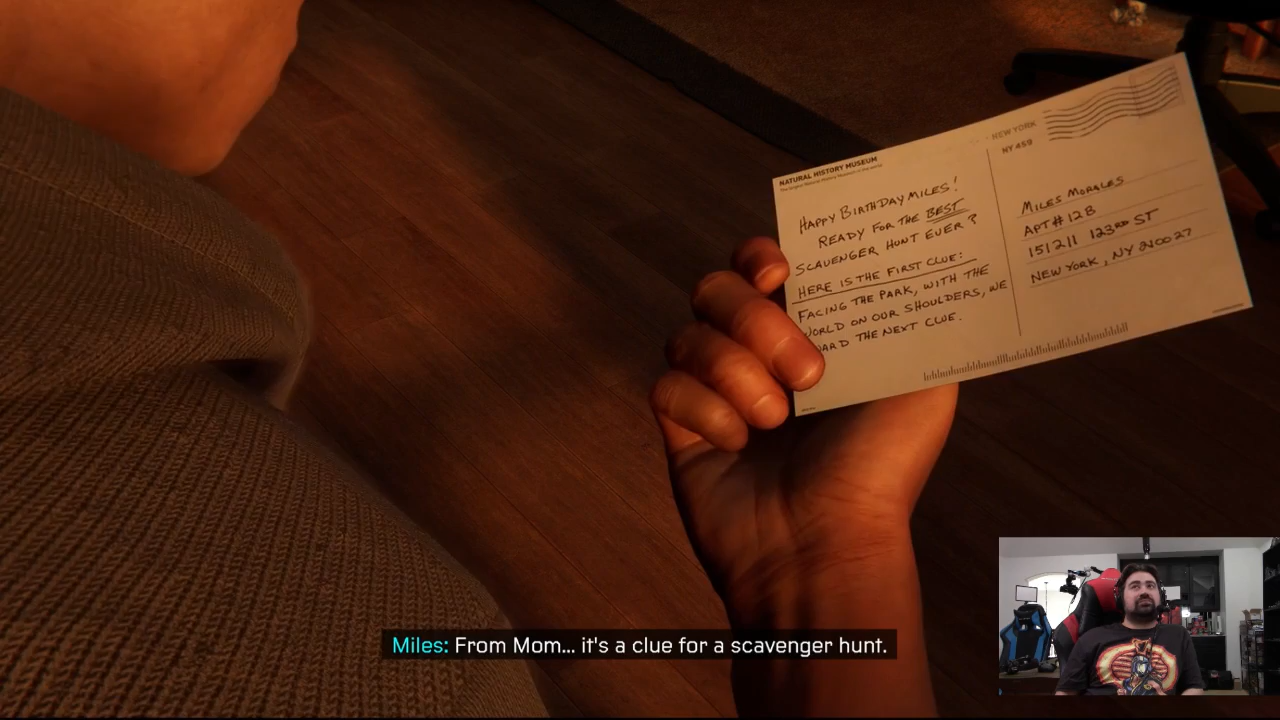 NATURAL HISTORY MUSEUM
HAPPY BIRTHDAY MILES!
READY FOR THE BEST
SCAVENGER HUNT EVER?
HERE IS THE FIRST CLUE:
FACING THE PARK, WITH THE
WORLD ON OUR SHOULDERS, WE
THE NEXT CLUE.
NEW YORK
NY 459
MILES MORALES
APT# 12B
151211 123RD ST
NEW YORK, NY 210027
Miles: From Mom... it's a clue for a scavenger hunt.